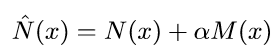 N̂(x) = N(x) + αM(x)